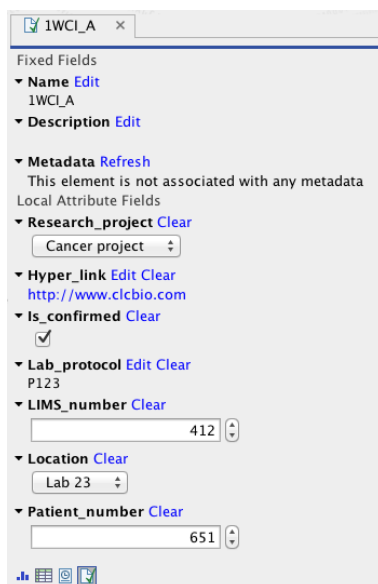 1WCI_A
Fixed Fields
Name Edit
1WCI_A
Description Edit
Metadata Refresh
This element is not associated with any metadata
Local Attribute Fields
Research_project Clear
Cancer project
Hyper_link Edit Clear
http://www.clcbio.com
Is_confirmed Clear
Lab_protocol Edit Clear
P123
LIMS_number Clear
412
Location Clear
Lab 23
Patient_number Clear
651